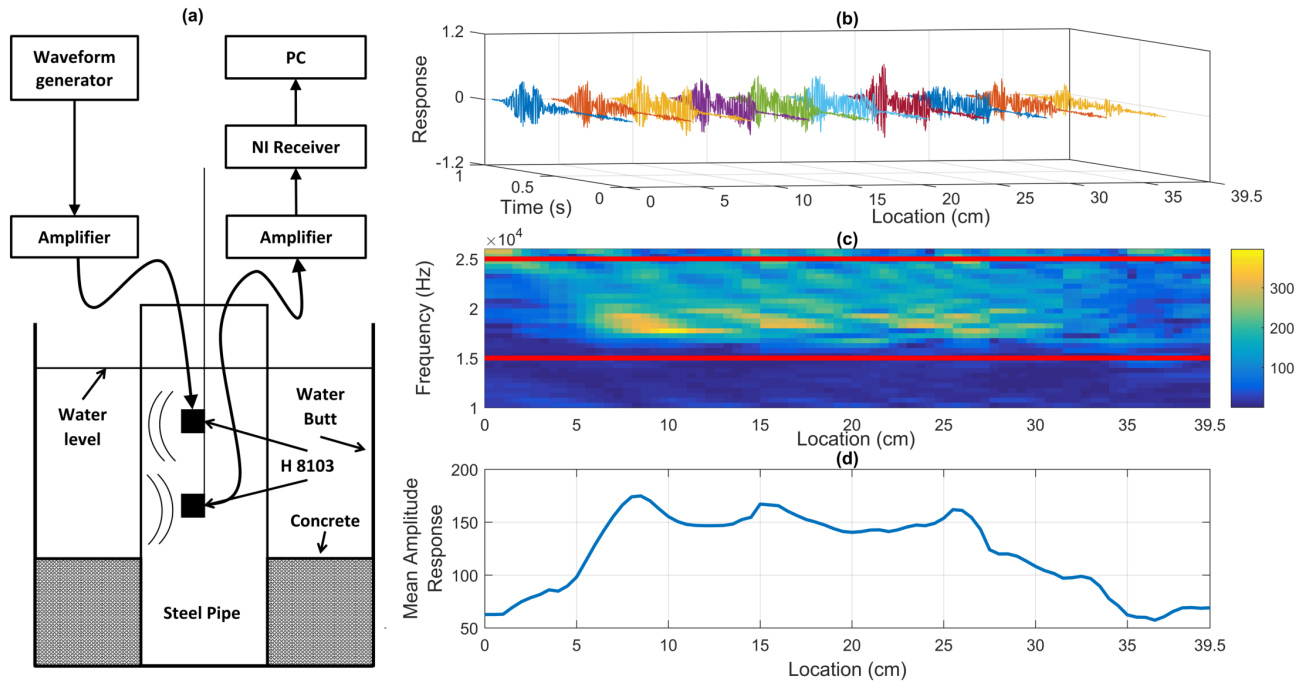 (a)
Waveform
generator
PC
NI Receiver
Amplifier
Amplifier
Water
level
Water
Butt
H 8103
Concrete
Steel Pipe
(b)
1.2
0
-1.2
Response
1
0.5
0
Time (s)
0
5
10
15
20
25
30
35
39.5
Location (cm)
(c)
×10⁴
2.5
2
1.5
1
Frequency (Hz)
0
5
10
15
20
25
30
35
39.5
Location (cm)
300
200
100
(d)
200
150
100
50
Mean Amplitude
Response
0
5
10
15
20
25
30
35
39.5
Location (cm)